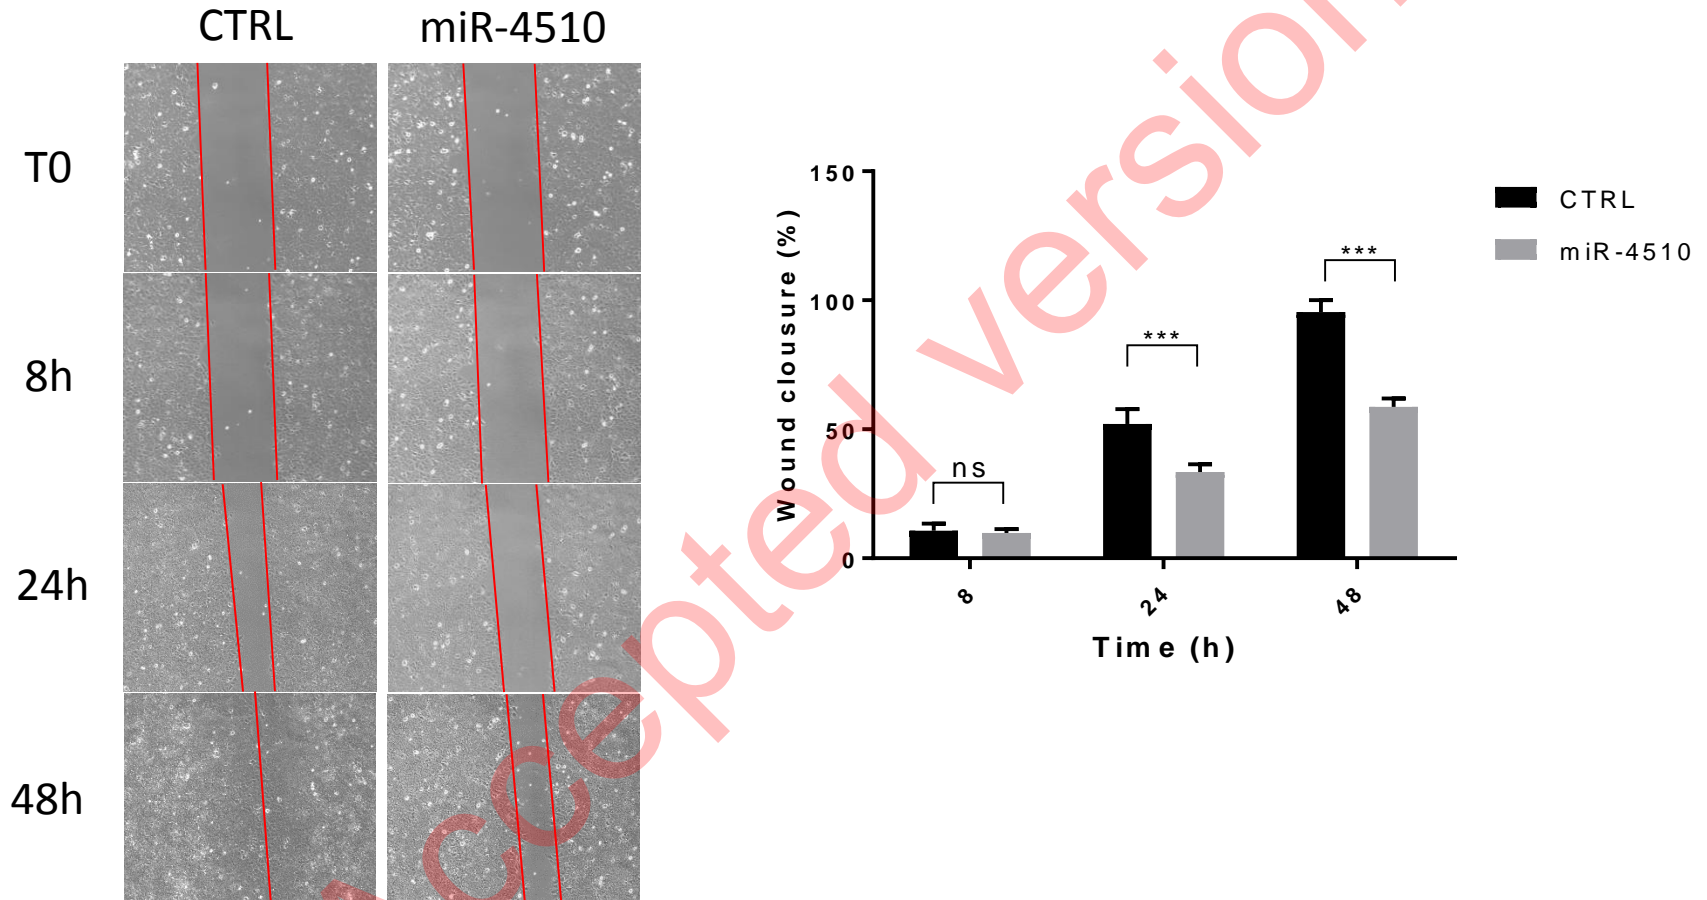 CTRL miR-4510
T0
8h
24h
48h
150
100
50
0
Wound clousure (%)
ns
***
***
8 24 48
Time (h)
CTRL
miR-4510
Accepted version